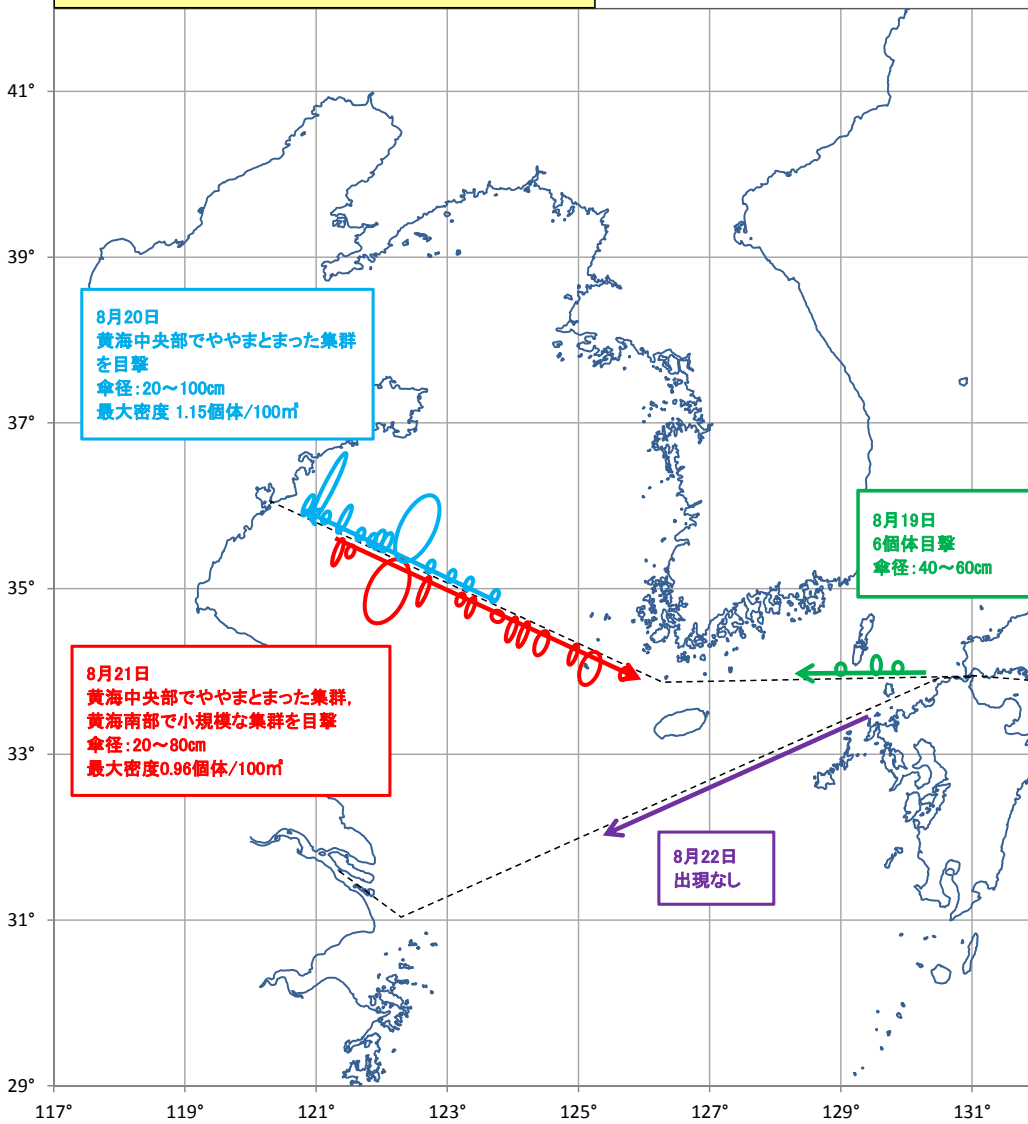 41°
39°
37°
35°
33°
31°
29°
8月20日
黄海中央部でややまとまった集群
を目撃
傘径:20～100㎝
最大密度 1.15個体/100㎡
8月19日
6個体目撃
傘径:40～60㎝
8月21日
黄海中央部でややまとまった集群,
黄海南部で小規模な集群を目撃
傘径:20～80㎝
最大密度0.96個体/100㎡
8月22日
出現なし
117°
119°
121°
123°
125°
127°
129°
131°